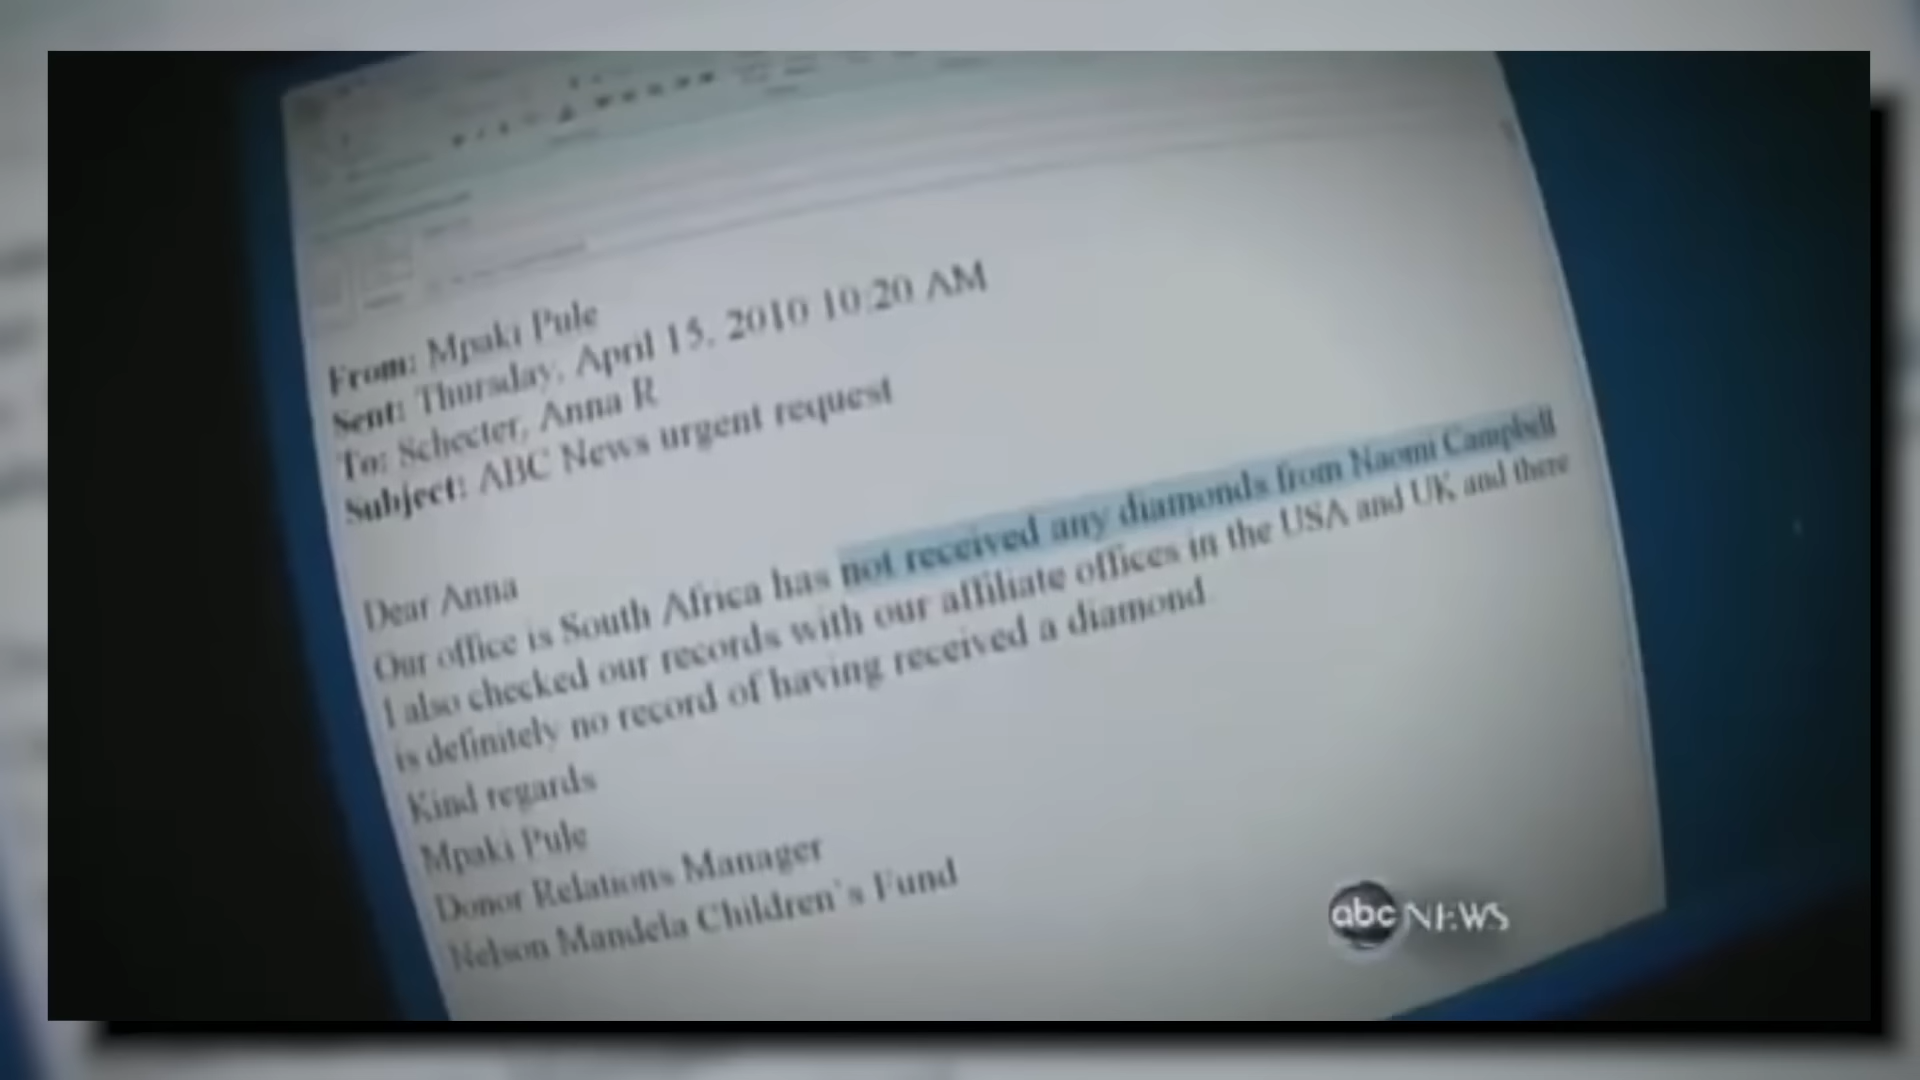 From: Mpaki Pule
Sent: Thursday, April 15, 2010 10:20 AM
To: Schecter, Anna R
Subject: ABC News urgent request
Dear Anna
Our office is South Africa has not received any diamonds from Naomi Campbell
I also checked our records with our affiliate offices in the USA and UK and there
is definitely no record of having received a diamond.
Kind regards
Mpaki Pule
Donor Relations Manager
Nelson Mandela Children's Fund
abc NEWS